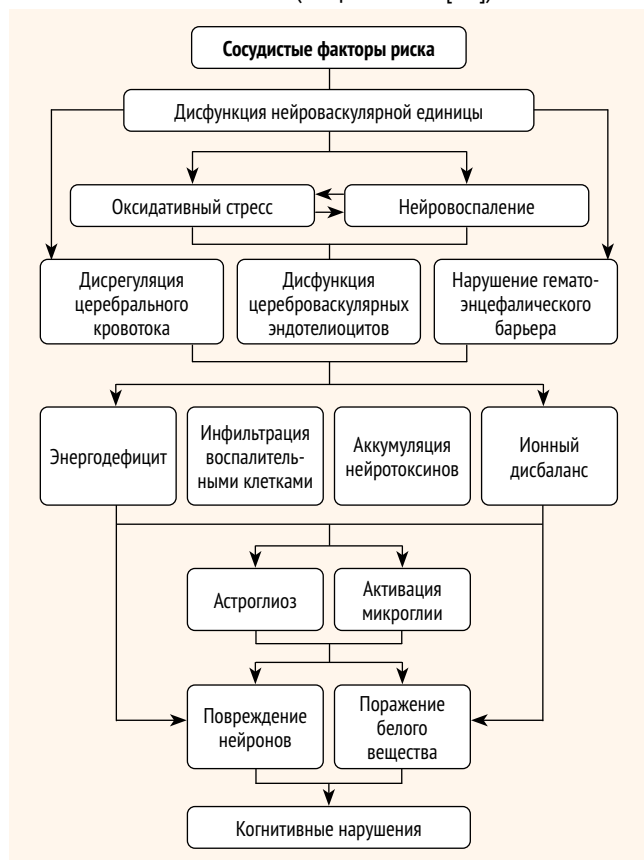 Сосудистые факторы риска
Дисфункция нейроваскулярной единицы
Оксидативный стресс
Нейровоспаление
Дисрегуляция
церебрального
кровотока
Дисфункция
цереброваскулярных
эндотелиоцитов
Нарушение гемато-
энцефалического
барьера
Энергодефицит
Инфильтрация
воспалитель-
ными клетками
Аккумуляция
нейротоксинов
Ионный
дисбаланс
Астроглиоз
Активация
микроглии
Повреждение
нейронов
Поражение
белого
вещества
Когнитивные нарушения